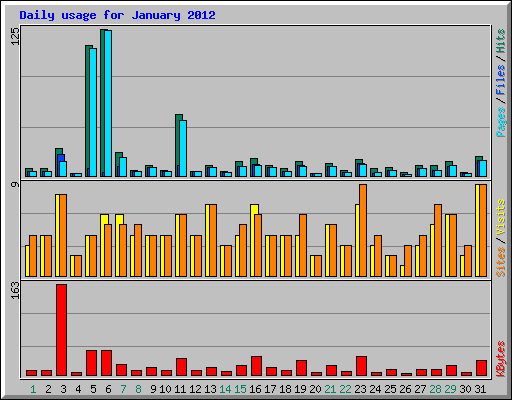 Daily usage for January 2012
125
Pages / Files / Hits
9
Sites / Visits
163
KBytes
1 2 3 4 5 6 7 8 9 10 11 12 13 14 15 16 17 18 19 20 21 22 23 24 25 26 27 28 29 30 31